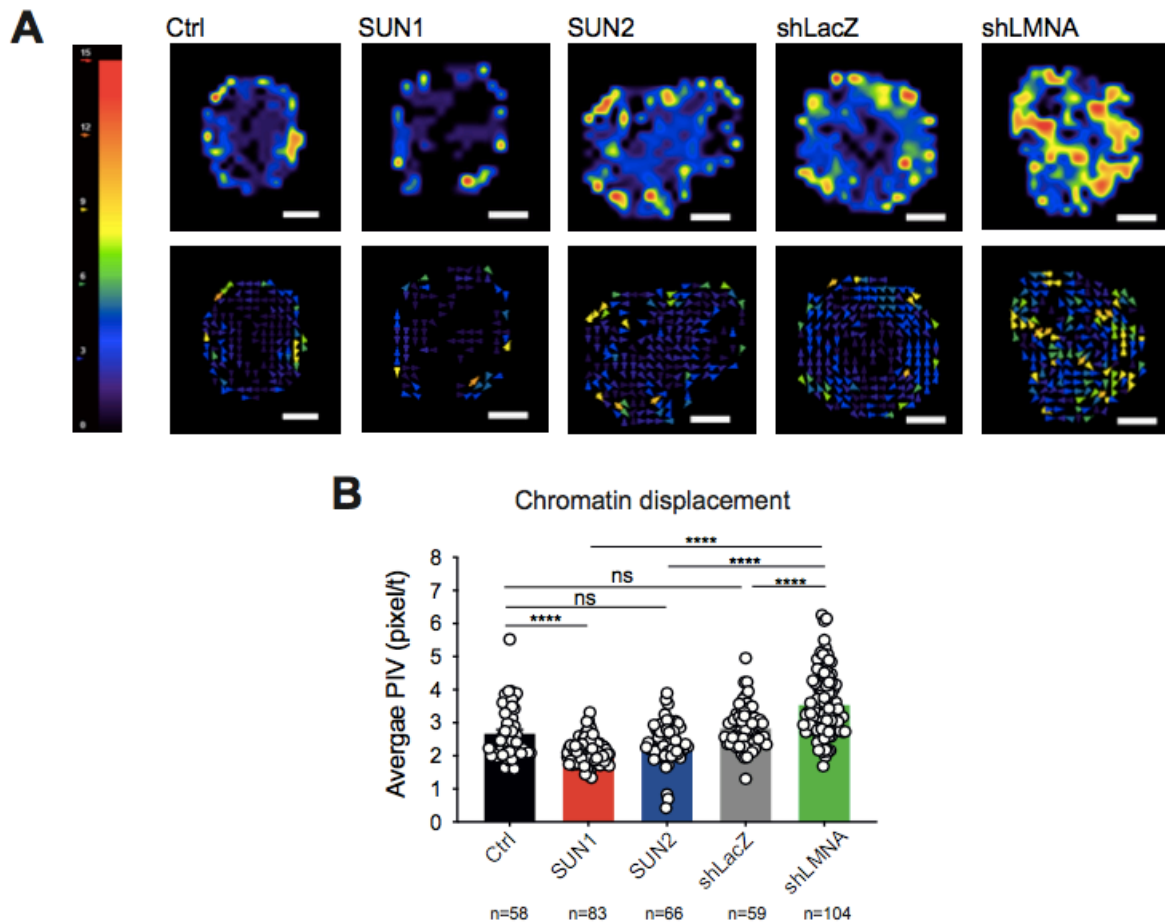 A
Ctrl SUN1 SUN2 shLacZ shLMNA
15
12
9
6
3
0
B
Chromatin displacement
Avergae PIV (pixel/t)
8
7
6
5
4
3
2
1
0
****
****
ns
****
ns
****
Ctrl SUN1 SUN2 shLacZ shLMNA
n=58 n=83 n=66 n=59 n=104